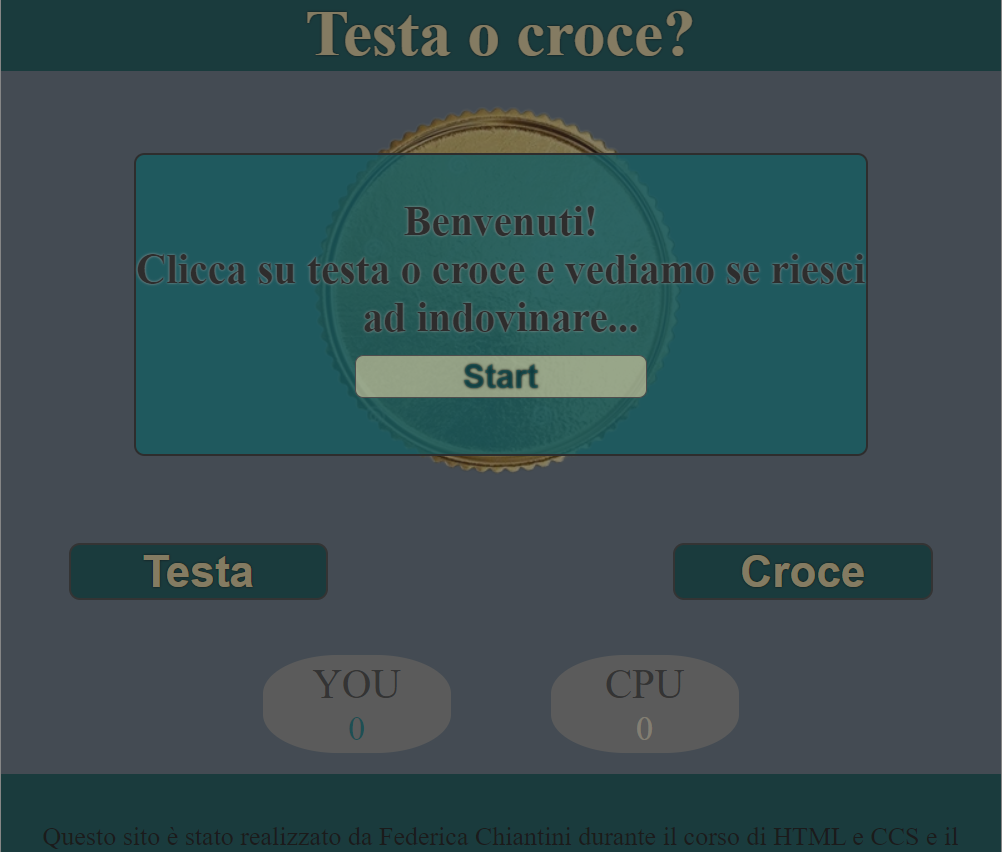 Testa o croce?
Benvenuti!
Clicca su testa o croce e vediamo se riesci
ad indovinare...
Start
Testa
Croce
YOU
CPU
0
0
Questo sito è stato realizzato da Federica Chiantini durante il corso di HTML e CCS e il